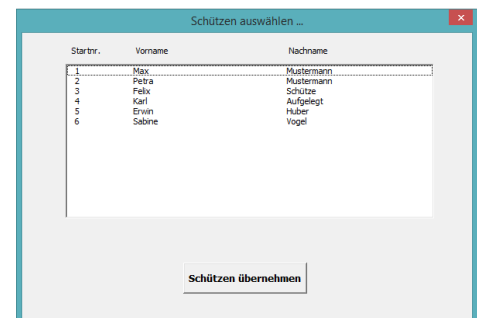 Schützen auswählen ...
Startnr. Vorname Nachname
1 Max Mustermann
2 Petra Mustermann
3 Felix Schütze
4 Karl Aufgelegt
5 Erwin Huber
6 Sabine Vogel
Schützen übernehmen